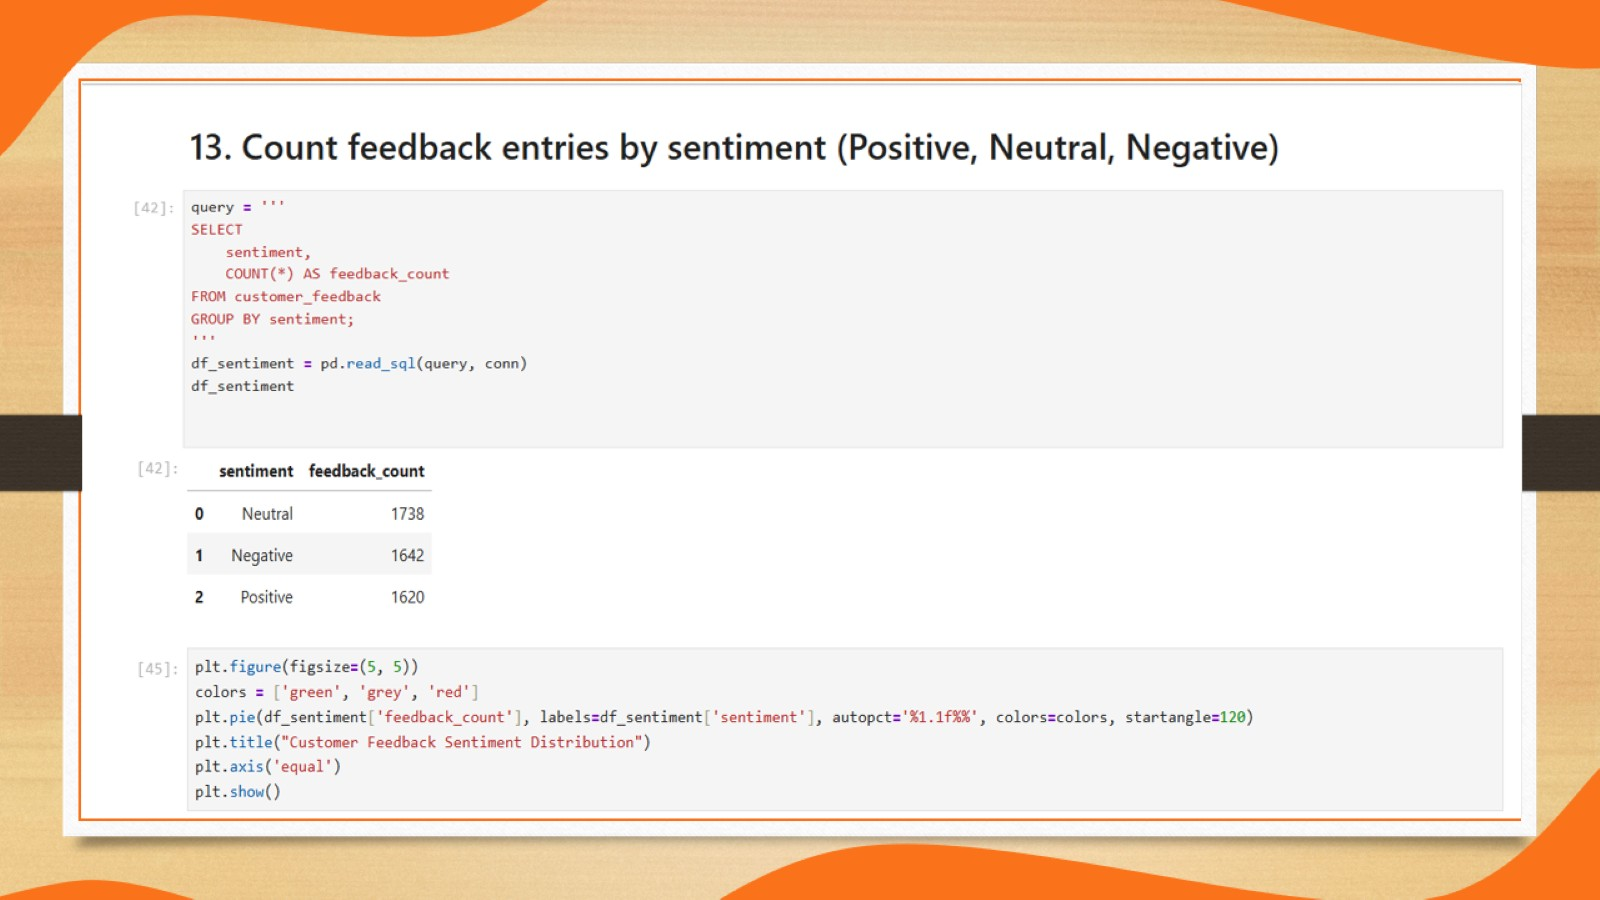 13. Count feedback entries by sentiment (Positive, Neutral, Negative)
[42]: query = '''
SELECT
    sentiment,
    COUNT(*) AS feedback_count
FROM customer_feedback
GROUP BY sentiment;
'''
df_sentiment = pd.read_sql(query, conn)
df_sentiment
[42]: sentiment feedback_count
0 Neutral 1738
1 Negative 1642
2 Positive 1620
[45]: plt.figure(figsize=(5, 5))
colors = ['green', 'grey', 'red']
plt.pie(df_sentiment['feedback_count'], labels=df_sentiment['sentiment'], autopct='%1.1f%%', colors=colors, startangle=120)
plt.title("Customer Feedback Sentiment Distribution")
plt.axis('equal')
plt.show()